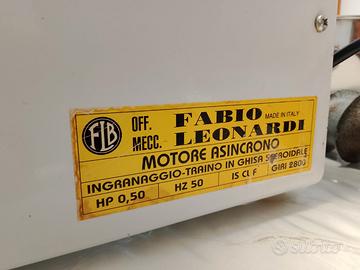 FLB
OFF.
MECC.
FABIO
MADE IN ITALY
LEONARDI
MOTORE ASINCRONO
INGRANAGGIO-TRAINO IN GHISA SFEROIDALE
HP 0,50
HZ 50
IS CL F
GIRI 2800
subito